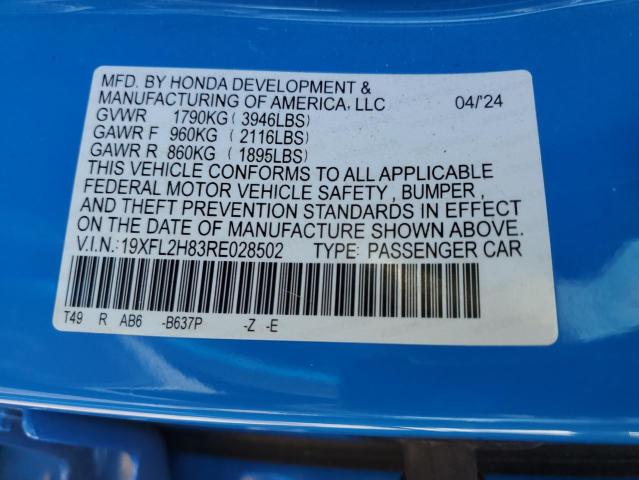 MFD. BY HONDA DEVELOPMENT &
MANUFACTURING OF AMERICA, LLC 04/'24
GVWR 1790KG (3946LBS)
GAWR F 960KG (2116LBS)
GAWR R 860KG (1895LBS)
THIS VEHICLE CONFORMS TO ALL APPLICABLE
FEDERAL MOTOR VEHICLE SAFETY, BUMPER,
AND THEFT PREVENTION STANDARDS IN EFFECT
ON THE DATE OF MANUFACTURE SHOWN ABOVE.
V.I.N.:19XFL2H83RE028502 TYPE: PASSENGER CAR
T49 R AB6 -B637P -Z -E